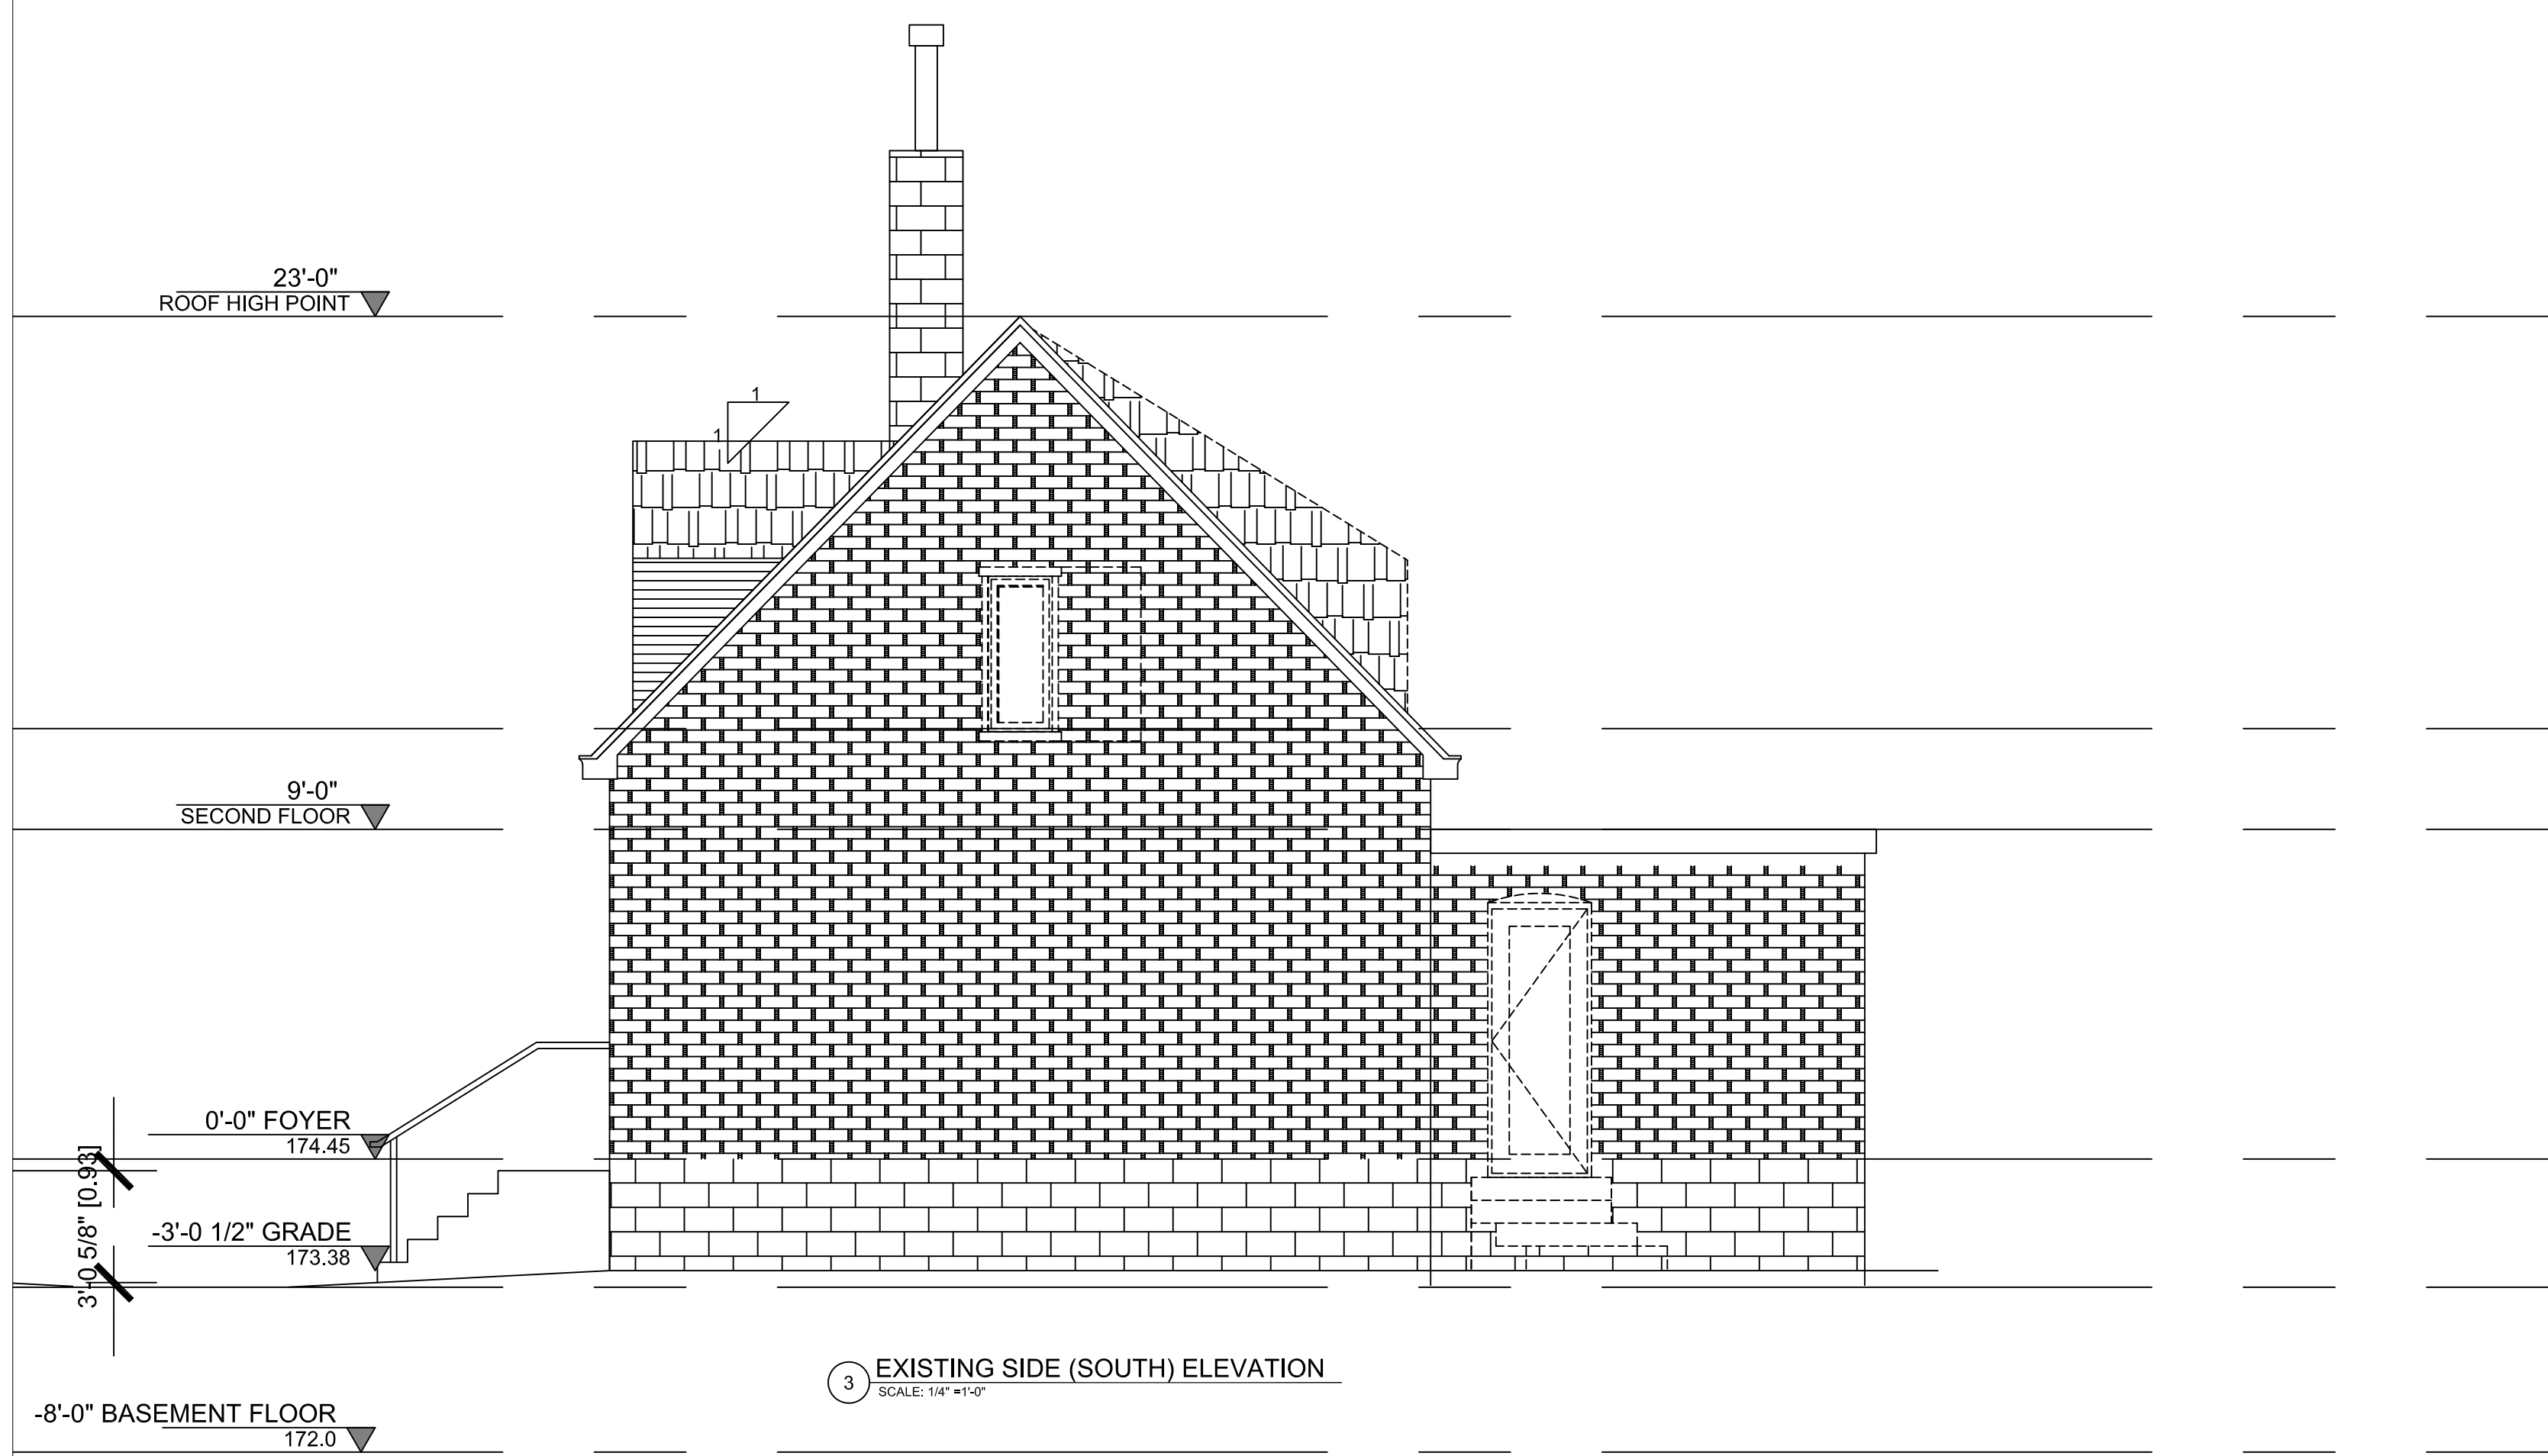 23'-0"
ROOF HIGH POINT
1
1
9'-0"
SECOND FLOOR
0'-0" FOYER
174.45
3'-0 5/8" [0.93]
-3'-0 1/2" GRADE
173.38
3 EXISTING SIDE (SOUTH) ELEVATION
SCALE: 1/4" =1'-0"
-8'-0" BASEMENT FLOOR
172.0